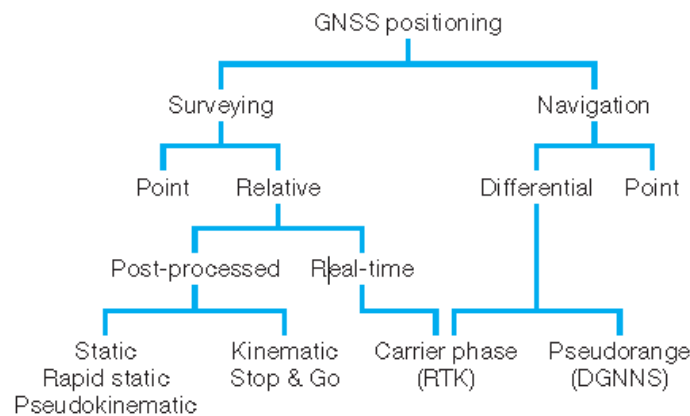 GNSS positioning
Surveying
Navigation
Point
Relative
Differential
Point
Post-processed
Real-time
Static
Rapid static
Pseudokinematic
Kinematic
Stop & Go
Carrier phase
(RTK)
Pseudorange
(DGNNS)